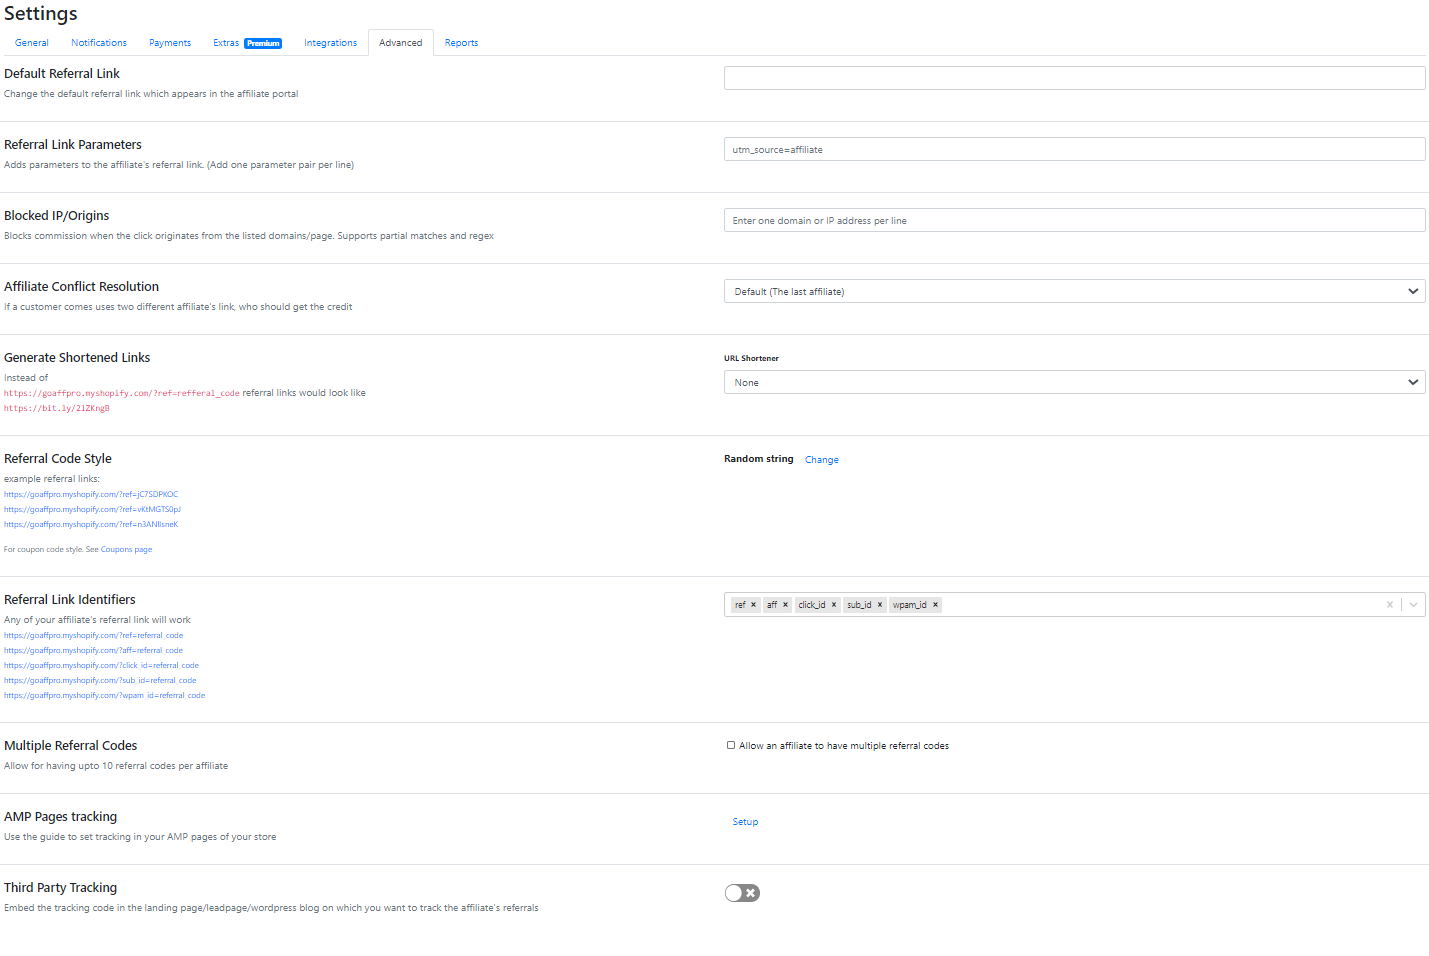 Settings
General Notifications Payments Extras Premium Integrations Advanced Reports
Default Referral Link
Change the default referral link which appears in the affiliate portal
Referral Link Parameters
Adds parameters to the affiliate's referral link. (Add one parameter pair per line)
utm_source=affiliate
Blocked IP/Origins
Blocks commission when the click originates from the listed domains/page. Supports partial matches and regex
Enter one domain or IP address per line
Affiliate Conflict Resolution
If a customer comes uses two different affiliate's link, who should get the credit
Default (The last affiliate)
Generate Shortened Links
Instead of
https://goaffpro.myshopify.com/?ref=refferal_code referral links would look like
https://bit.ly/2lZKngB
URL Shortener
None
Referral Code Style
example referral links:
https://goaffpro.myshopify.com/?ref=jC7SDPKOC
https://goaffpro.myshopify.com/?ref=vKtMGTS0pJ
https://goaffpro.myshopify.com/?ref=n3ANIlsneK
For coupon code style. See Coupons page
Random string Change
Referral Link Identifiers
Any of your affiliate's referral link will work
https://goaffpro.myshopify.com/?ref=referral_code
https://goaffpro.myshopify.com/?aff=referral_code
https://goaffpro.myshopify.com/?click_id=referral_code
https://goaffpro.myshopify.com/?sub_id=referral_code
https://goaffpro.myshopify.com/?wpam_id=referral_code
ref × aff × click_id × sub_id × wpam_id ×
Multiple Referral Codes
Allow for having upto 10 referral codes per affiliate
Allow an affiliate to have multiple referral codes
AMP Pages tracking
Use the guide to set tracking in your AMP pages of your store
Setup
Third Party Tracking
Embed the tracking code in the landing page/leadpage/wordpress blog on which you want to track the affiliate's referrals